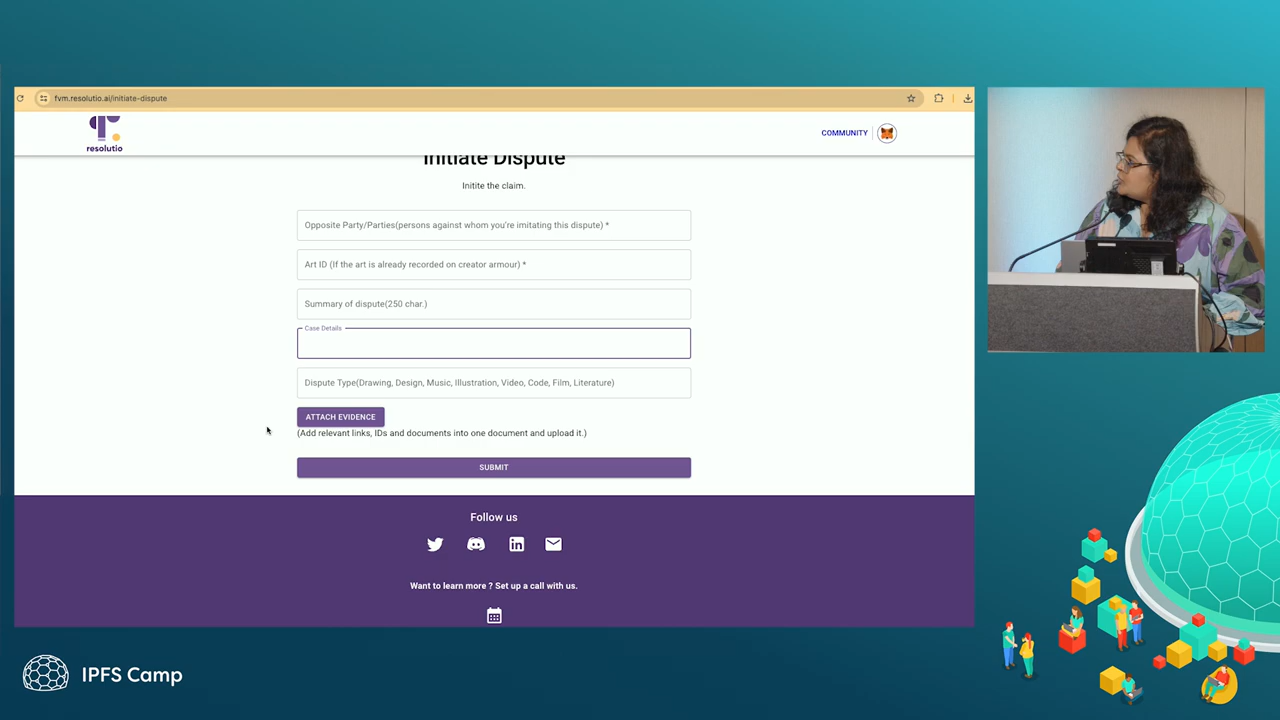 fvm.resolutio.ai/initiate-dispute
resolutio
COMMUNITY
Initiate Dispute
Initite the claim.
Opposite Party/Parties(persons against whom you're imitating this dispute) *
Art ID (If the art is already recorded on creator armour) *
Summary of dispute(250 char.)
Case Details
Dispute Type(Drawing, Design, Music, Illustration, Video, Code, Film, Literature)
ATTACH EVIDENCE
(Add relevant links, IDs and documents into one document and upload it.)
SUBMIT
Follow us
Want to learn more ? Set up a call with us.
IPFS Camp